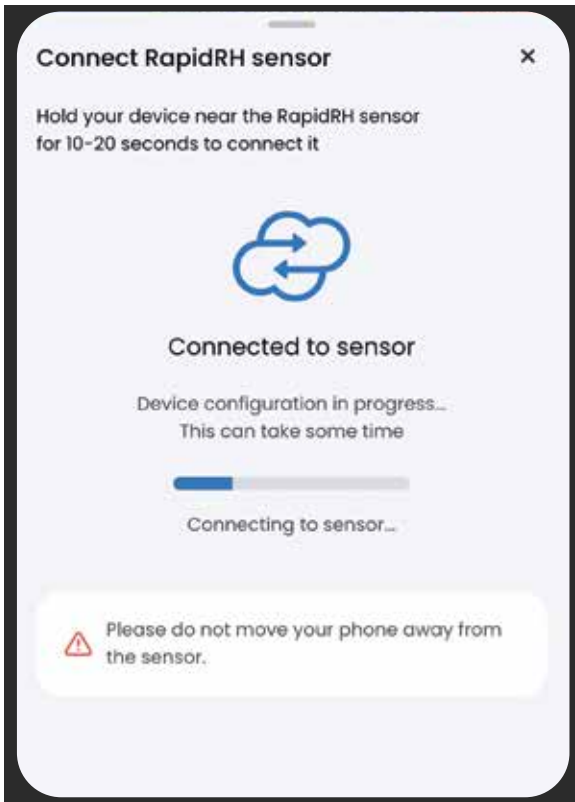 Connect RapidRH sensor
Hold your device near the RapidRH sensor
for 10-20 seconds to connect it
Connected to sensor
Device configuration in progress...
This can take some time
Connecting to sensor...
Please do not move your phone away from
the sensor.